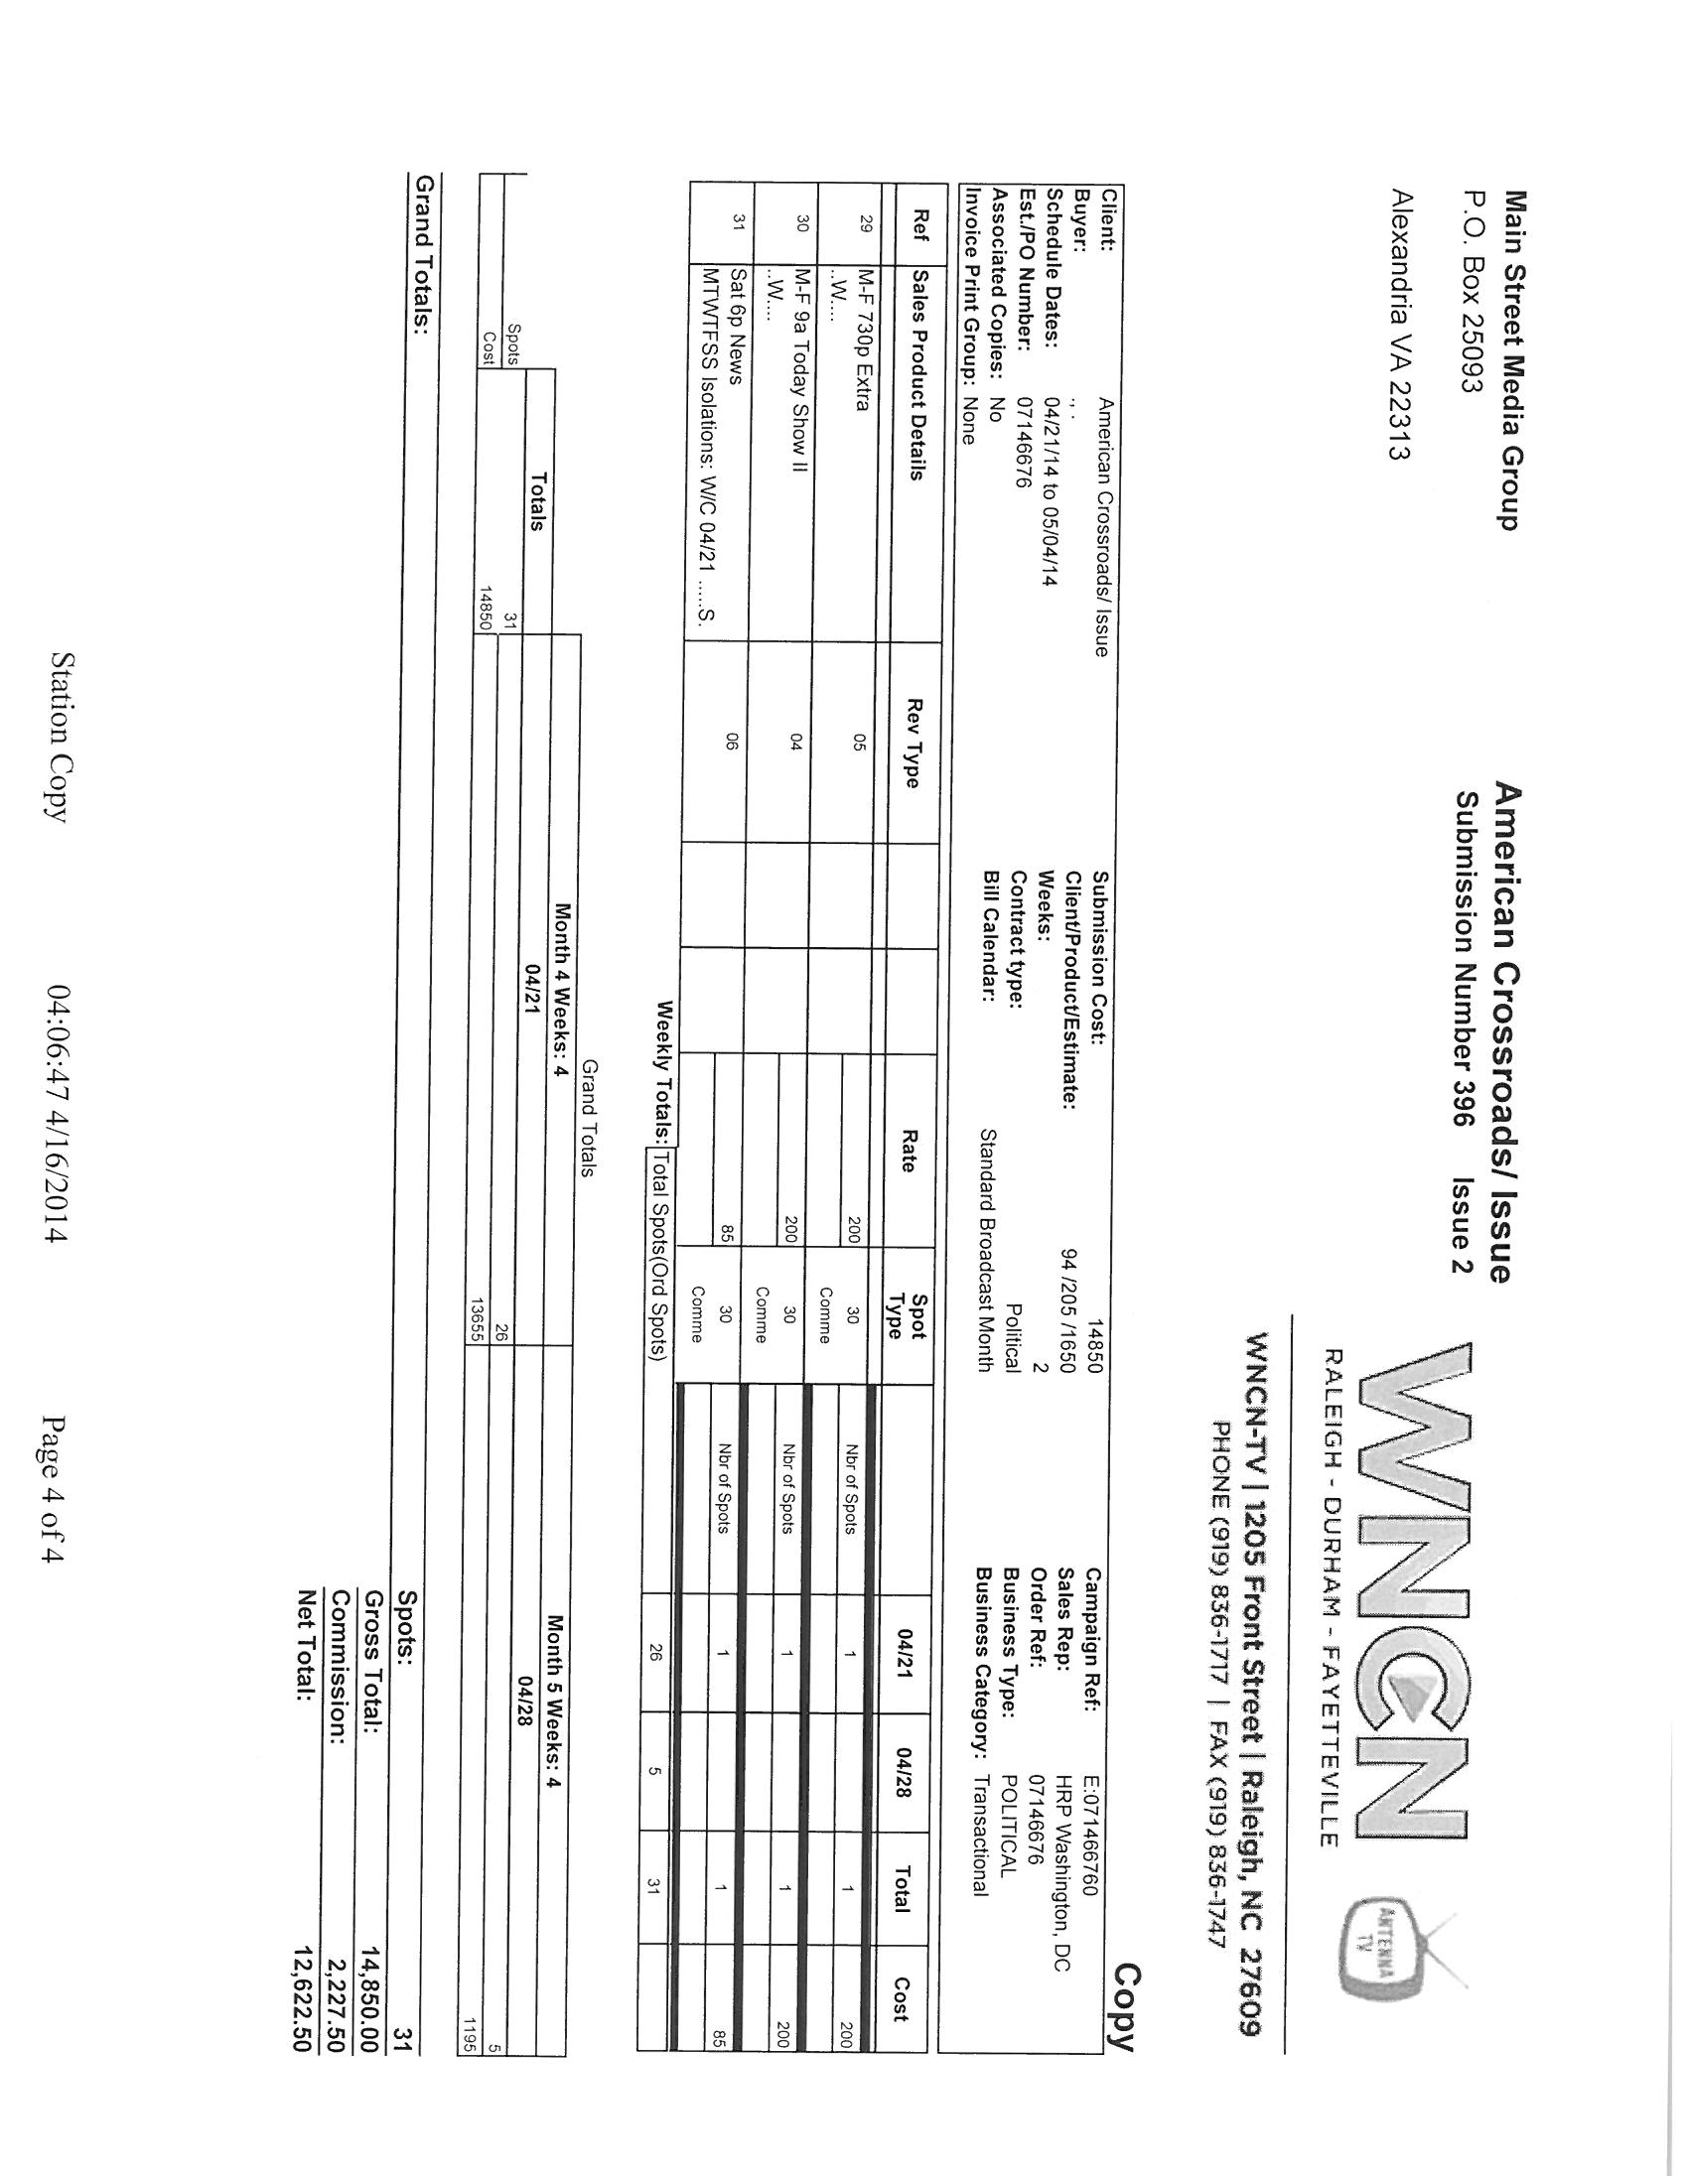 Main Street Media Group
P.O. Box 25093
Alexandria VA 22313
American Crossroads/ Issue
Submission Number 396 Issue 2
WNCN
RALEIGH - DURHAM - FAYETTEVILLE
ANTENNA
TV
WNCN-TV | 1205 Front Street | Raleigh, NC 27609
PHONE (919) 836-1717 | FAX (919) 836-1747
Copy
Client: American Crossroads/ Issue Submission Cost: 14850 Campaign Ref: E:071466760
Buyer: , . Client/Product/Estimate: 94 /205 /1650 Sales Rep: HRP Washington, DC
Schedule Dates: 04/21/14 to 05/04/14 Weeks: 2 Order Ref: 07146676
Est./PO Number: 07146676 Contract type: Political Business Type: POLITICAL
Associated Copies: No Bill Calendar: Standard Broadcast Month Business Category: Transactional
Invoice Print Group: None
Ref Sales Product Details Rev Type Rate Spot Type 04/21 04/28 Total Cost
29 M-F 730p Extra 05 200 30 Nbr of Spots 1 1 200
..W.... Comme
30 M-F 9a Today Show II 04 200 30 Nbr of Spots 1 1 200
..W.... Comme
31 Sat 6p News 06 85 30 Nbr of Spots 1 1 85
MTWTFSS Isolations: W/C 04/21 .....S. Comme
Weekly Totals: Total Spots(Ord Spots) 26 5 31
Grand Totals
Month 4 Weeks: 4 Month 5 Weeks: 4
Totals 04/21 04/28
Spots 31 26 5
Cost 14850 13655 1195
Grand Totals:
Spots: 31
Gross Total: 14,850.00
Commission: 2,227.50
Net Total: 12,622.50
Station Copy 04:06:47 4/16/2014 Page 4 of 4